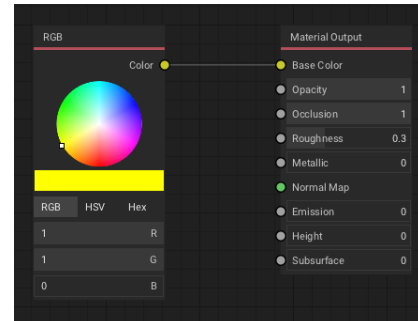 RGB
Color
RGB HSV Hex
1 R
1 G
0 B
Material Output
Base Color
Opacity 1
Occlusion 1
Roughness 0.3
Metallic 0
Normal Map
Emission 0
Height 0
Subsurface 0